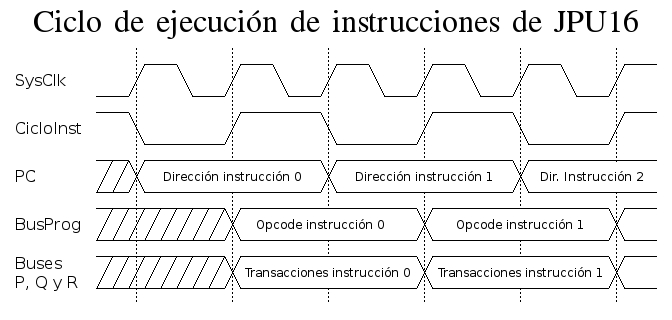 Ciclo de ejecución de instrucciones de JPU16
SysClk
CicloInst
PC
Dirección instrucción 0
Dirección instrucción 1
Dir. Instrucción 2
BusProg
Opcode instrucción 0
Opcode instrucción 1
Buses
P, Q y R
Transacciones instrucción 0
Transacciones instrucción 1